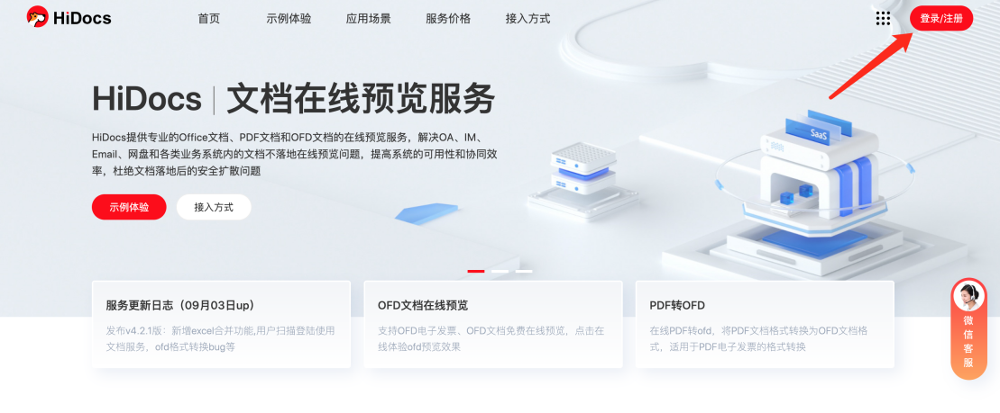 HiDocs
首页
示例体验
应用场景
服务价格
接入方式
登录/注册
HiDocs | 文档在线预览服务
HiDocs提供专业的Office文档、PDF文档和OFD文档的在线预览服务，解决OA、IM、
Email、网盘和各类业务系统内的文档不落地在线预览问题，提高系统的可用性和协同效
率，杜绝文档落地后的安全扩散问题
示例体验
接入方式
SaaS
服务更新日志（09月03日up）
发布v4.2.1版：新增excel合并功能,用户扫描登陆使用
文档服务，ofd格式转换bug等
OFD文档在线预览
支持OFD电子发票、OFD文档免费在线预览，点击在
线体验ofd预览效果
PDF转OFD
在线PDF转ofd，将PDF文档格式转换为OFD文档格
式，适用于PDF电子发票的格式转换
微信客服